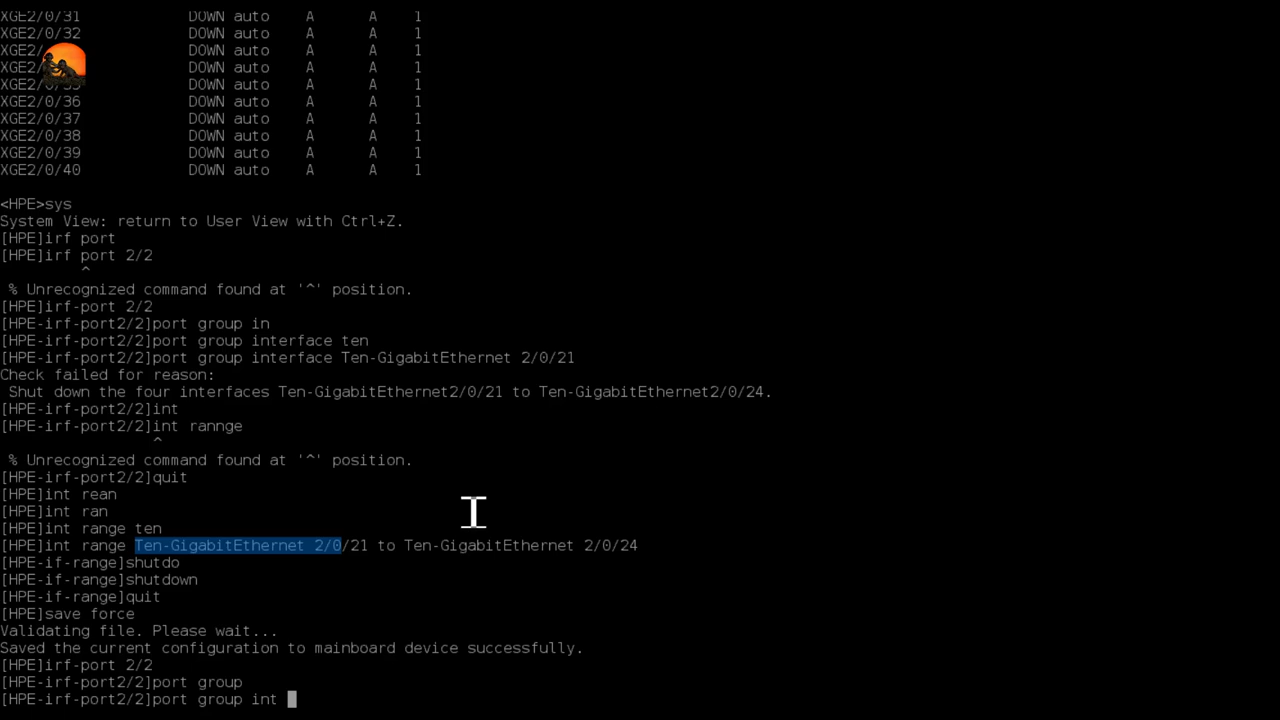 XGE2/0/31 DOWN auto A A 1
XGE2/0/32 DOWN auto A A 1
XGE2/ DOWN auto A A 1
XGE2/ DOWN auto A A 1
XGE2/0/35 DOWN auto A A 1
XGE2/0/36 DOWN auto A A 1
XGE2/0/37 DOWN auto A A 1
XGE2/0/38 DOWN auto A A 1
XGE2/0/39 DOWN auto A A 1
XGE2/0/40 DOWN auto A A 1
<HPE>sys
System View: return to User View with Ctrl+Z.
[HPE]irf port
[HPE]irf port 2/2
^
% Unrecognized command found at '^' position.
[HPE]irf-port 2/2
[HPE-irf-port2/2]port group in
[HPE-irf-port2/2]port group interface ten
[HPE-irf-port2/2]port group interface Ten-GigabitEthernet 2/0/21
Check failed for reason:
Shut down the four interfaces Ten-GigabitEthernet2/0/21 to Ten-GigabitEthernet2/0/24.
[HPE-irf-port2/2]int
[HPE-irf-port2/2]int rannge
^
% Unrecognized command found at '^' position.
[HPE-irf-port2/2]quit
[HPE]int rean
[HPE]int ran
[HPE]int range ten
[HPE]int range Ten-GigabitEthernet 2/0/21 to Ten-GigabitEthernet 2/0/24
[HPE-if-range]shutdo
[HPE-if-range]shutdown
[HPE-if-range]quit
[HPE]save force
Validating file. Please wait...
Saved the current configuration to mainboard device successfully.
[HPE]irf-port 2/2
[HPE-irf-port2/2]port group
[HPE-irf-port2/2]port group int